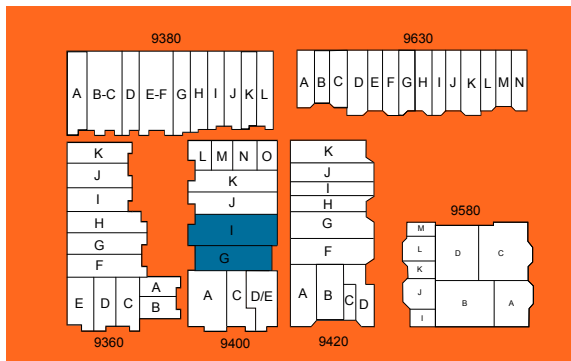 9380
A B-C D E-F G H I J K L
9630
A B C D E F G H I J K L M N
K
J
I
H
G
F
E D C A
B
9360
L M N O
K
J
I
G
A C D/E
9400
K
J
I
H
G
F
A B C D
9420
9580
M
L
K
J
I
D C
B A